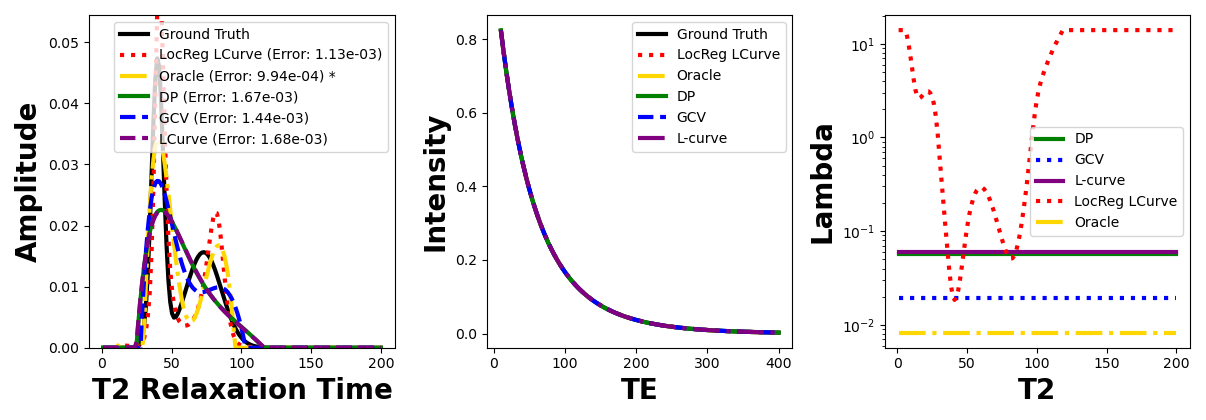 Amplitude
0.05
0.04
0.03
0.02
0.01
0.00
0
50
100
150
200
T2 Relaxation Time
Ground Truth
LocReg LCurve (Error: 1.13e-03)
Oracle (Error: 9.94e-04) *
DP (Error: 1.67e-03)
GCV (Error: 1.44e-03)
LCurve (Error: 1.68e-03)
Intensity
0.8
0.6
0.4
0.2
0.0
0
100
200
300
400
TE
Ground Truth
LocReg LCurve
Oracle
DP
GCV
L-curve
Lambda
10¹
10⁰
10⁻¹
10⁻²
0
50
100
150
200
T2
DP
GCV
L-curve
LocReg LCurve
Oracle